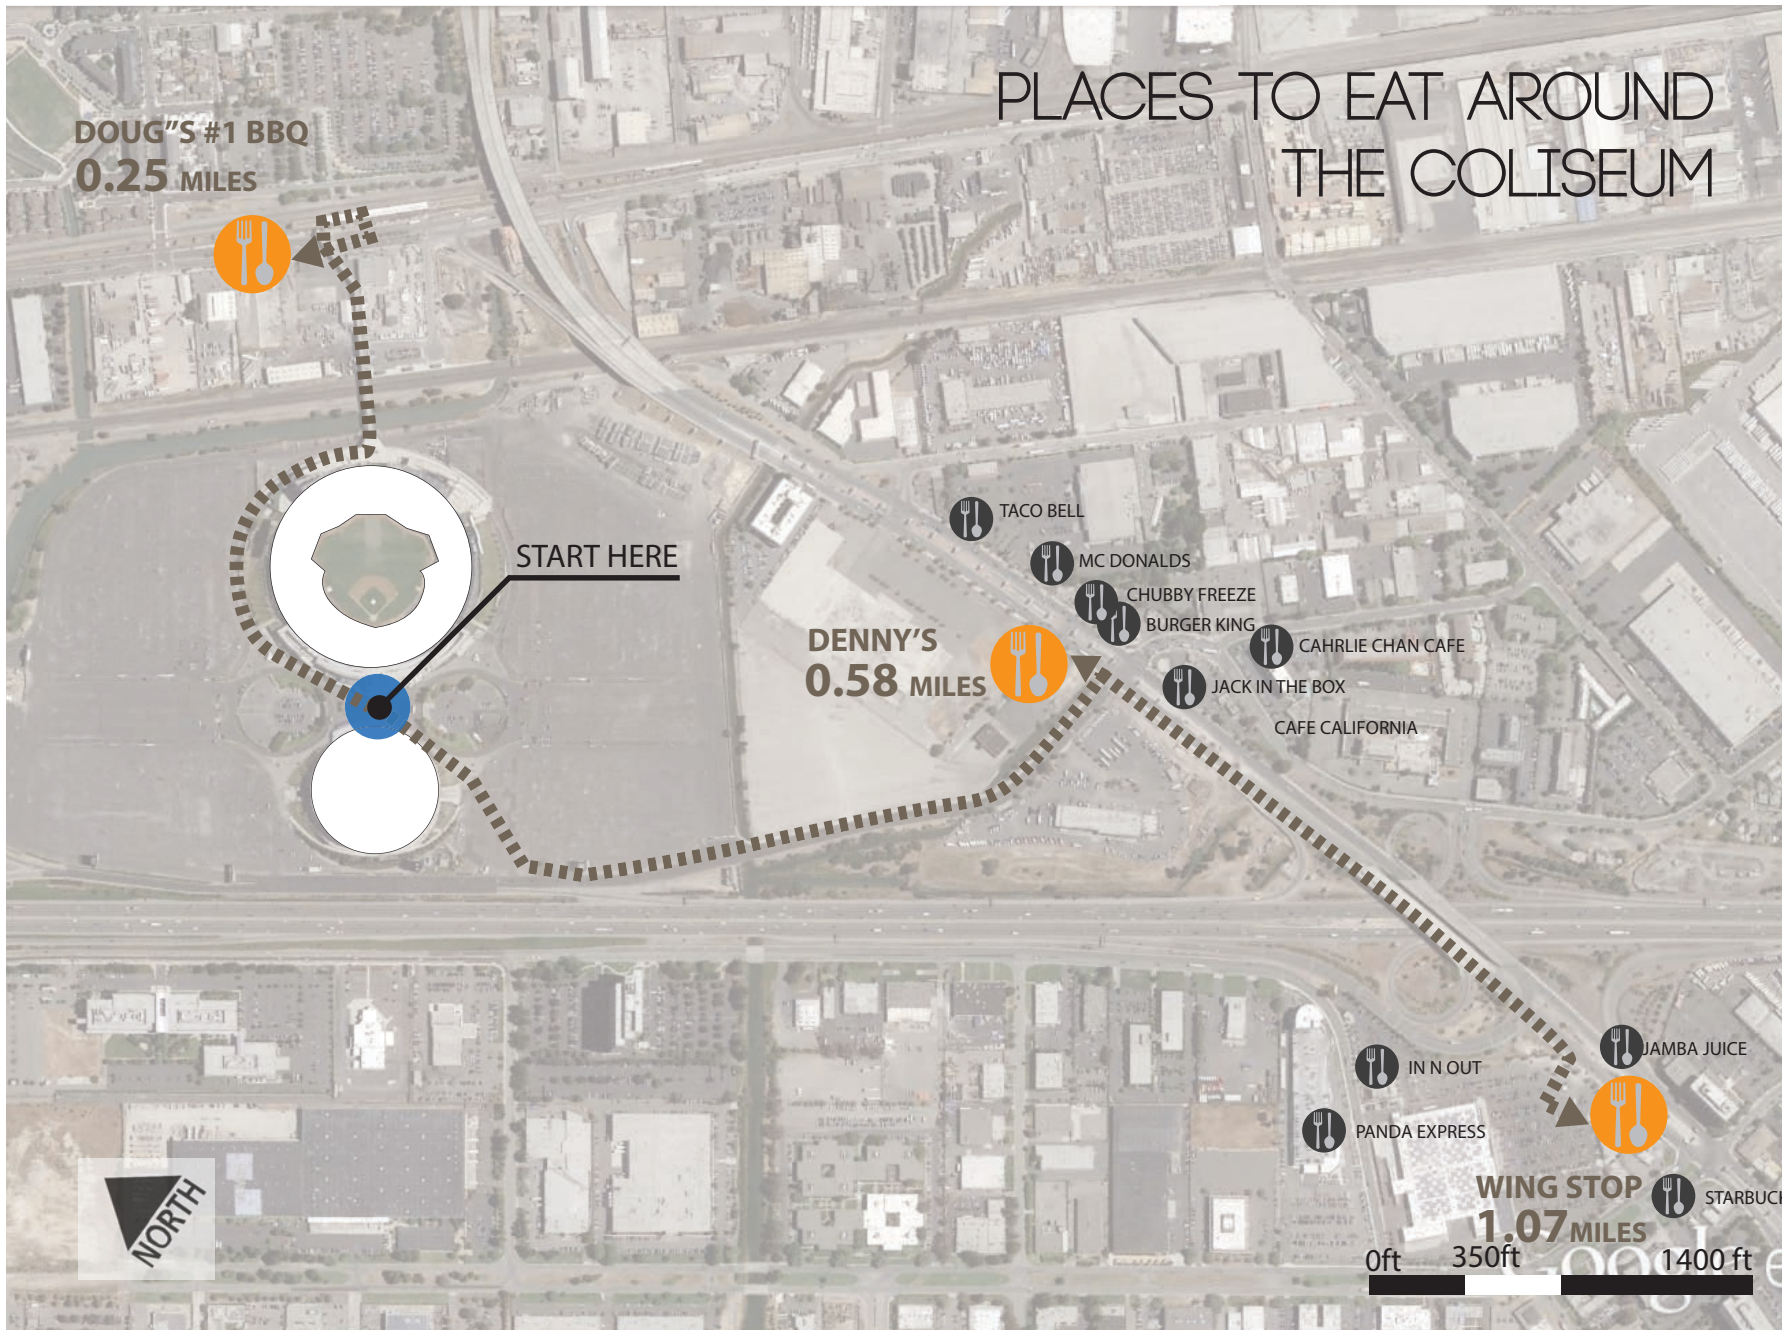 PLACES TO EAT AROUND
THE COLISEUM
DOUG"S #1 BBQ
0.25 MILES
START HERE
TACO BELL
MC DONALDS
CHUBBY FREEZE
BURGER KING
DENNY'S
0.58 MILES
CAHRLIE CHAN CAFE
JACK IN THE BOX
CAFE CALIFORNIA
JAMBA JUICE
IN N OUT
PANDA EXPRESS
WING STOP
1.07 MILES
STARBUCK
NORTH
0ft 350ft 1400 ft
Google